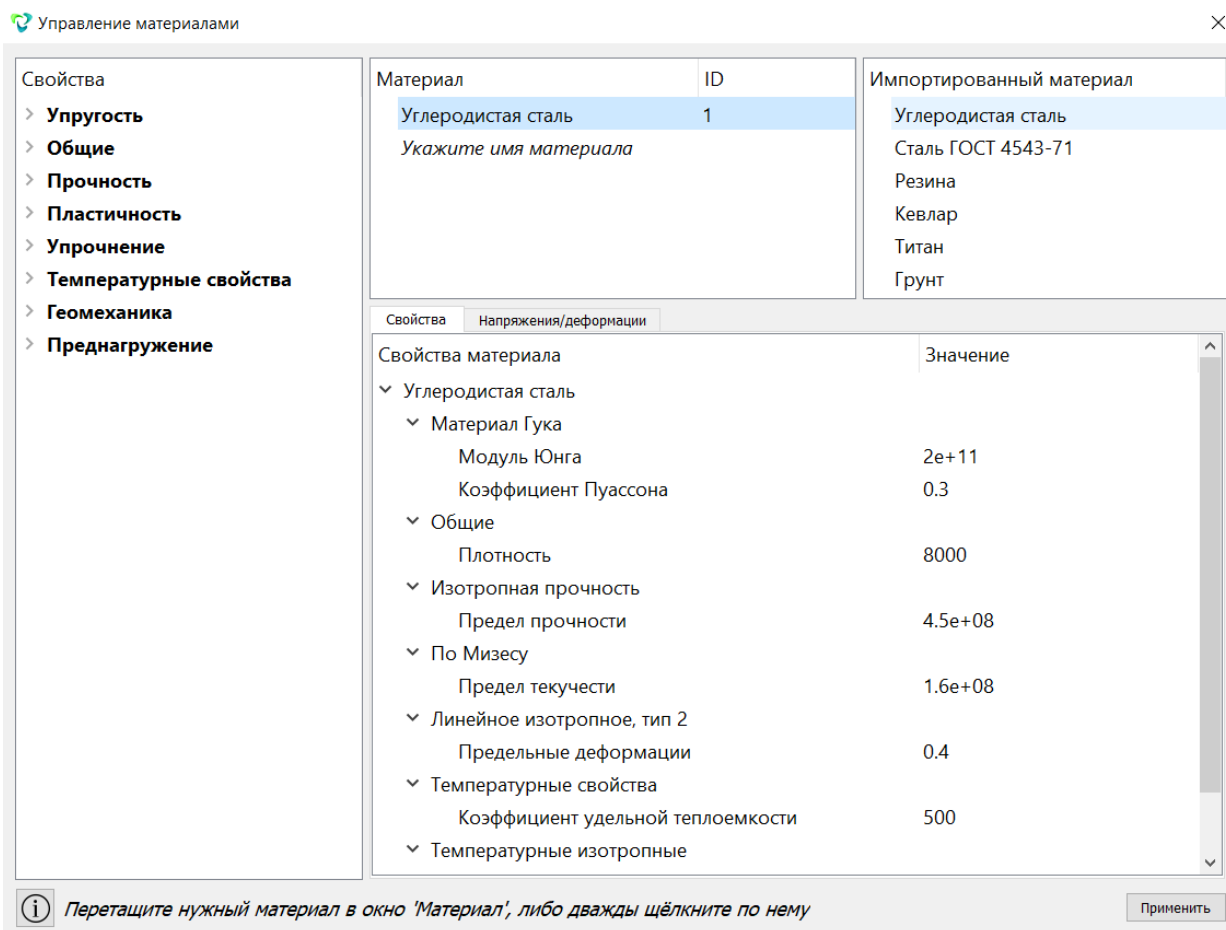 Управление материалами
Свойства
Упругость
Общие
Прочность
Пластичность
Упрочнение
Температурные свойства
Геомеханика
Преднагружение
Материал ID
Углеродистая сталь 1
Укажите имя материала
Импортированный материал
Углеродистая сталь
Сталь ГОСТ 4543-71
Резина
Кевлар
Титан
Грунт
Свойства Напряжения/деформации
Свойства материала Значение
Углеродистая сталь
Материал Гука
Модуль Юнга 2e+11
Коэффициент Пуассона 0.3
Общие
Плотность 8000
Изотропная прочность
Предел прочности 4.5e+08
По Мизесу
Предел текучести 1.6e+08
Линейное изотропное, тип 2
Предельные деформации 0.4
Температурные свойства
Коэффициент удельной теплоемкости 500
Температурные изотропные
Перетащите нужный материал в окно 'Материал', либо дважды щёлкните по нему
Применить